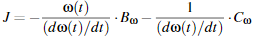 J = − ω(t) / (dω(t)/dt) · B_ω − 1 / (dω(t)/dt) · C_ω